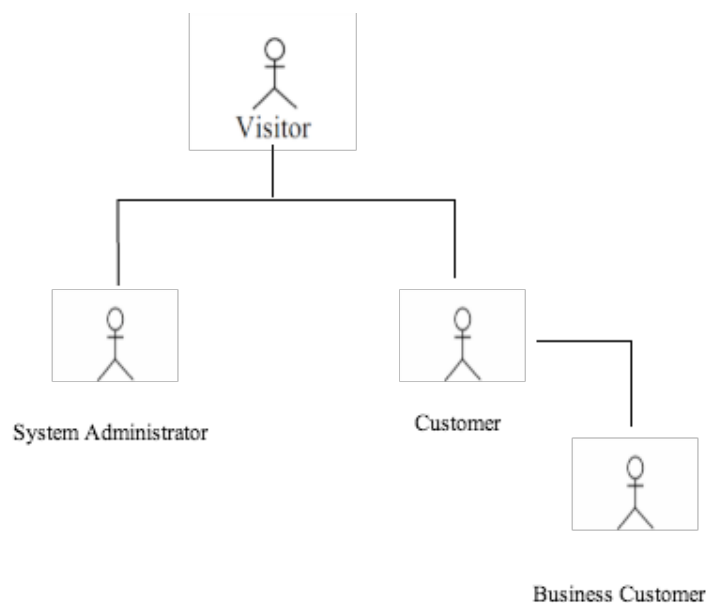 Visitor
System Administrator
Customer
Business Customer